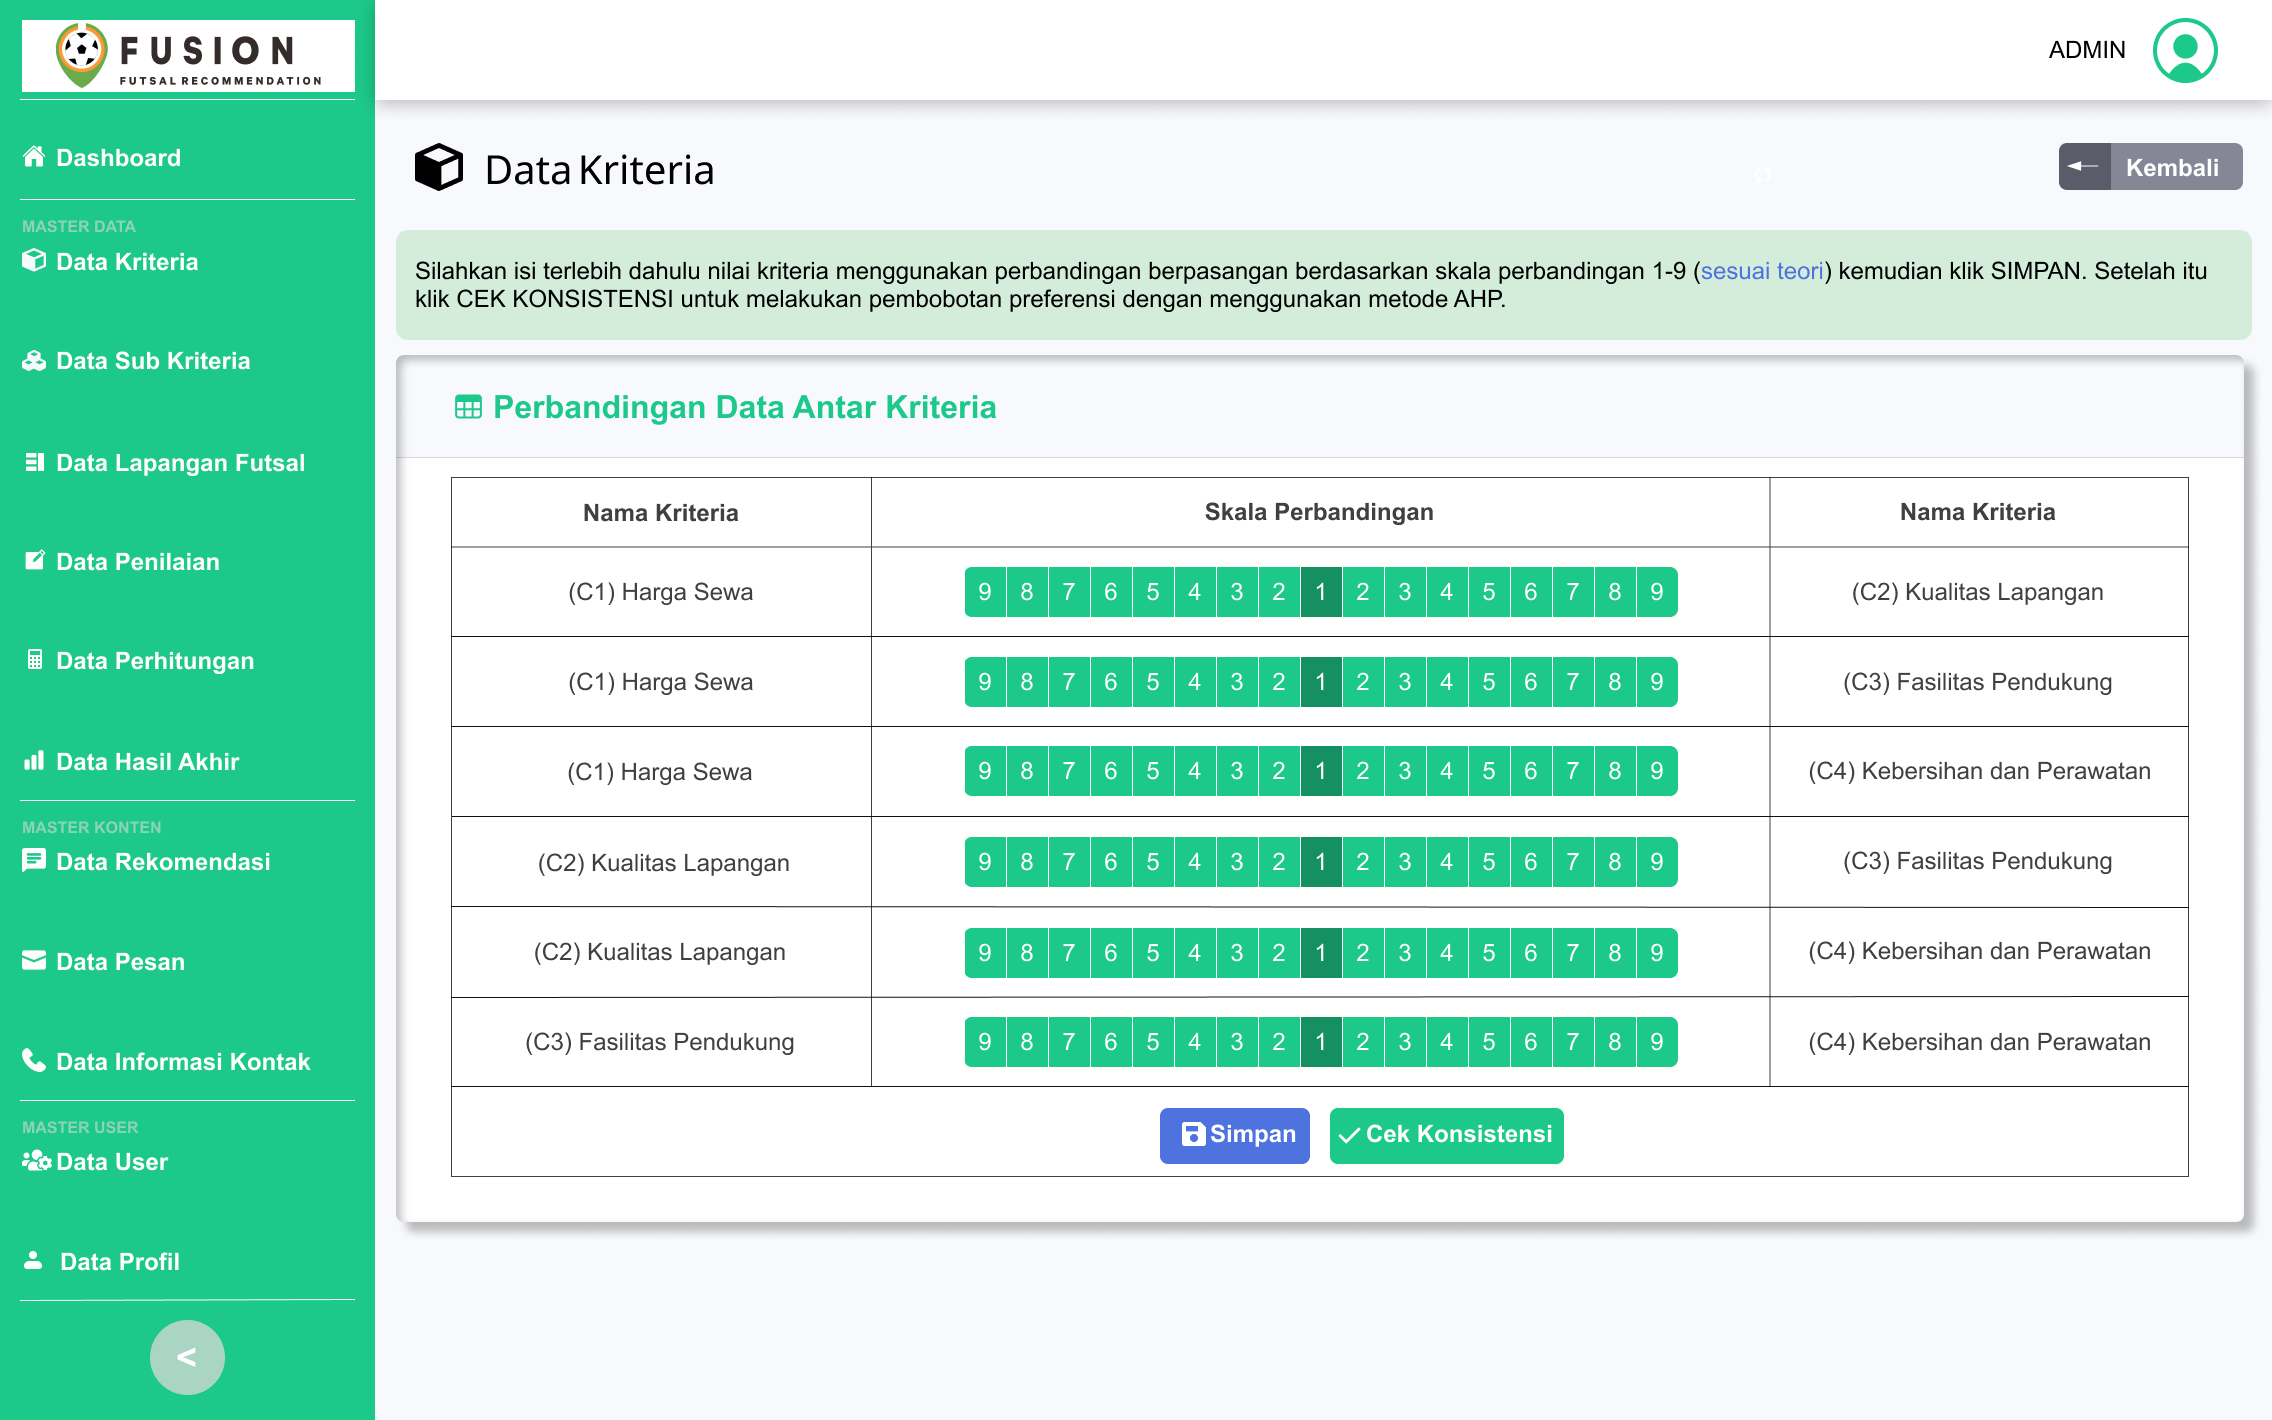 FUSION
FUTSAL RECOMMENDATION
ADMIN
Dashboard
MASTER DATA
Data Kriteria
Data Sub Kriteria
Data Lapangan Futsal
Data Penilaian
Data Perhitungan
Data Hasil Akhir
MASTER KONTEN
Data Rekomendasi
Data Pesan
Data Informasi Kontak
MASTER USER
Data User
Data Profil
<
Data Kriteria
Kembali
Silahkan isi terlebih dahulu nilai kriteria menggunakan perbandingan berpasangan berdasarkan skala perbandingan 1-9 (sesuai teori) kemudian klik SIMPAN. Setelah itu
klik CEK KONSISTENSI untuk melakukan pembobotan preferensi dengan menggunakan metode AHP.
Perbandingan Data Antar Kriteria
Nama Kriteria Skala Perbandingan Nama Kriteria
(C1) Harga Sewa 9 8 7 6 5 4 3 2 1 2 3 4 5 6 7 8 9 (C2) Kualitas Lapangan
(C1) Harga Sewa 9 8 7 6 5 4 3 2 1 2 3 4 5 6 7 8 9 (C3) Fasilitas Pendukung
(C1) Harga Sewa 9 8 7 6 5 4 3 2 1 2 3 4 5 6 7 8 9 (C4) Kebersihan dan Perawatan
(C2) Kualitas Lapangan 9 8 7 6 5 4 3 2 1 2 3 4 5 6 7 8 9 (C3) Fasilitas Pendukung
(C2) Kualitas Lapangan 9 8 7 6 5 4 3 2 1 2 3 4 5 6 7 8 9 (C4) Kebersihan dan Perawatan
(C3) Fasilitas Pendukung 9 8 7 6 5 4 3 2 1 2 3 4 5 6 7 8 9 (C4) Kebersihan dan Perawatan
Simpan Cek Konsistensi